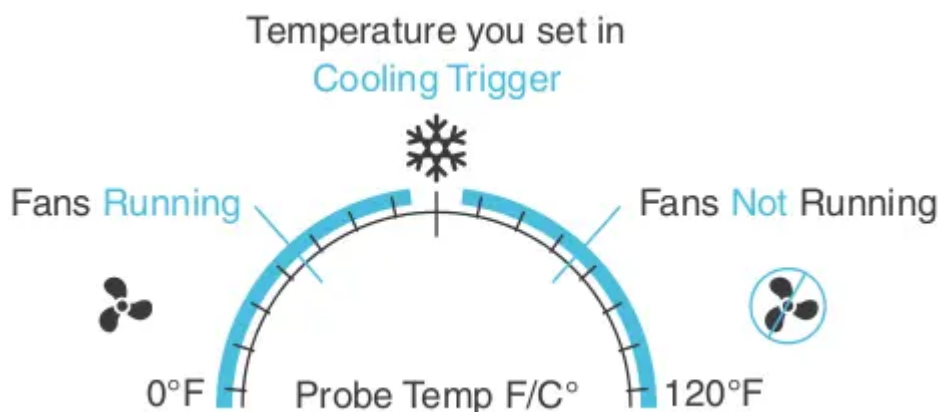 Temperature you set in
Cooling Trigger
Fans Running
Fans Not Running
0°F
Probe Temp F/C°
120°F